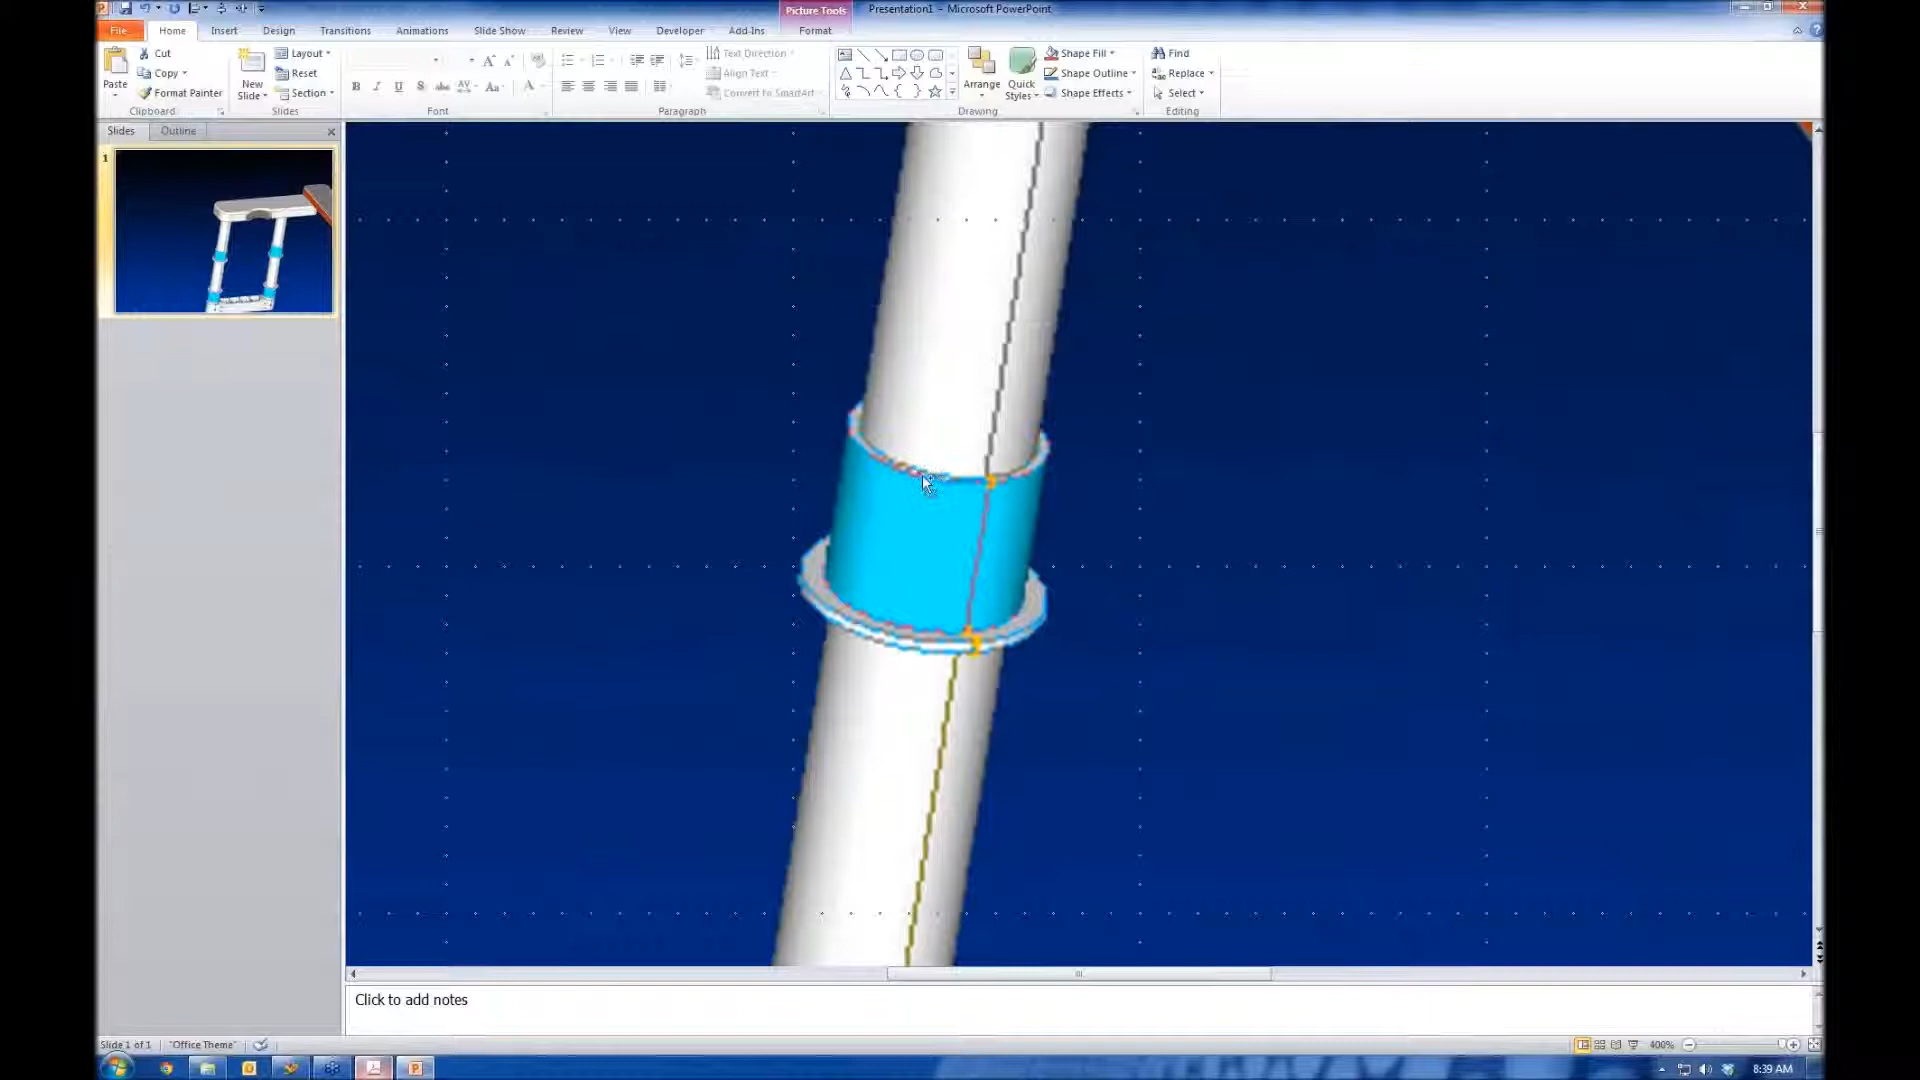 Picture Tools
Presentation1 - Microsoft PowerPoint
File Home Insert Design Transitions Animations Slide Show Review View Developer Add-Ins Format
Paste
Cut
Copy
Format Painter
Clipboard
New Slide
Layout
Reset
Section
Slides
B I U S abc AV Aa A
Font
Text Direction
Align Text
Convert to SmartArt
Paragraph
Arrange
Quick Styles
Shape Fill
Shape Outline
Shape Effects
Drawing
Find
Replace
Select
Editing
Slides Outline
1
Click to add notes
Slide 1 of 1 "Office Theme" 400%
8:39 AM